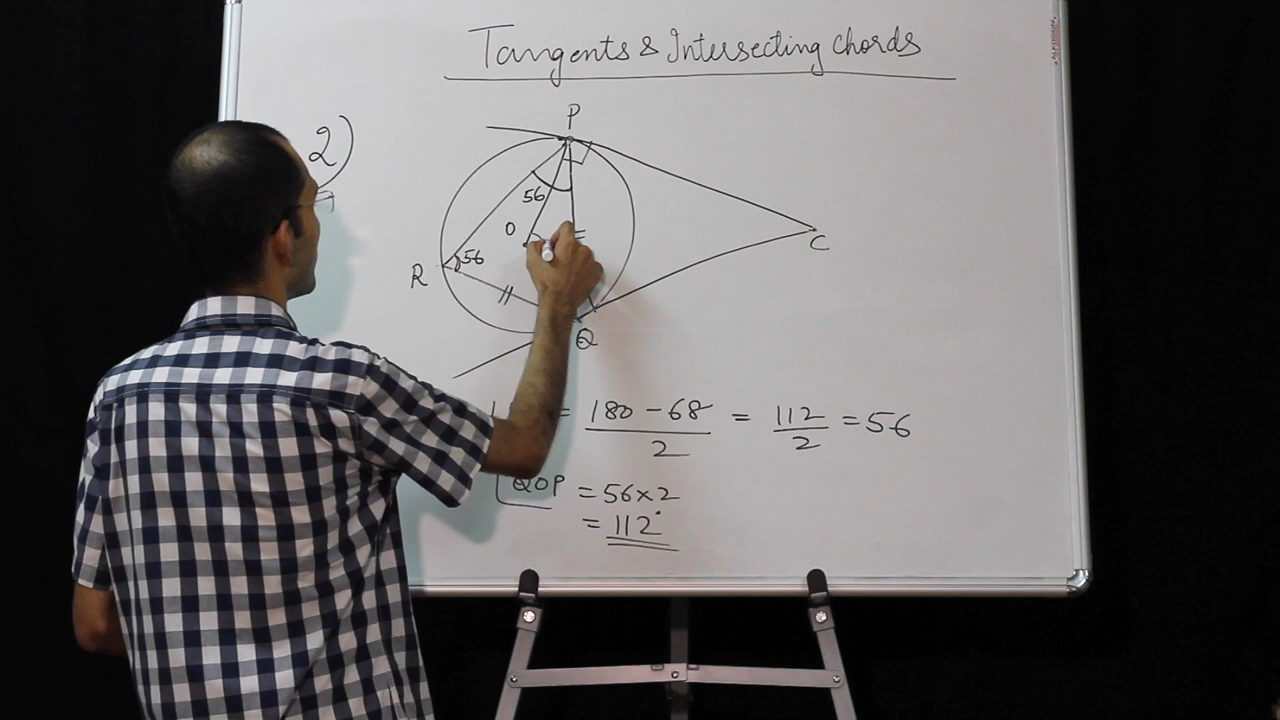 Tangents & Intersecting chords
2)
P
56
O
R
56
C
Q
= 180 - 68 / 2 = 112 / 2 = 56
QOP = 56 × 2
= 112°